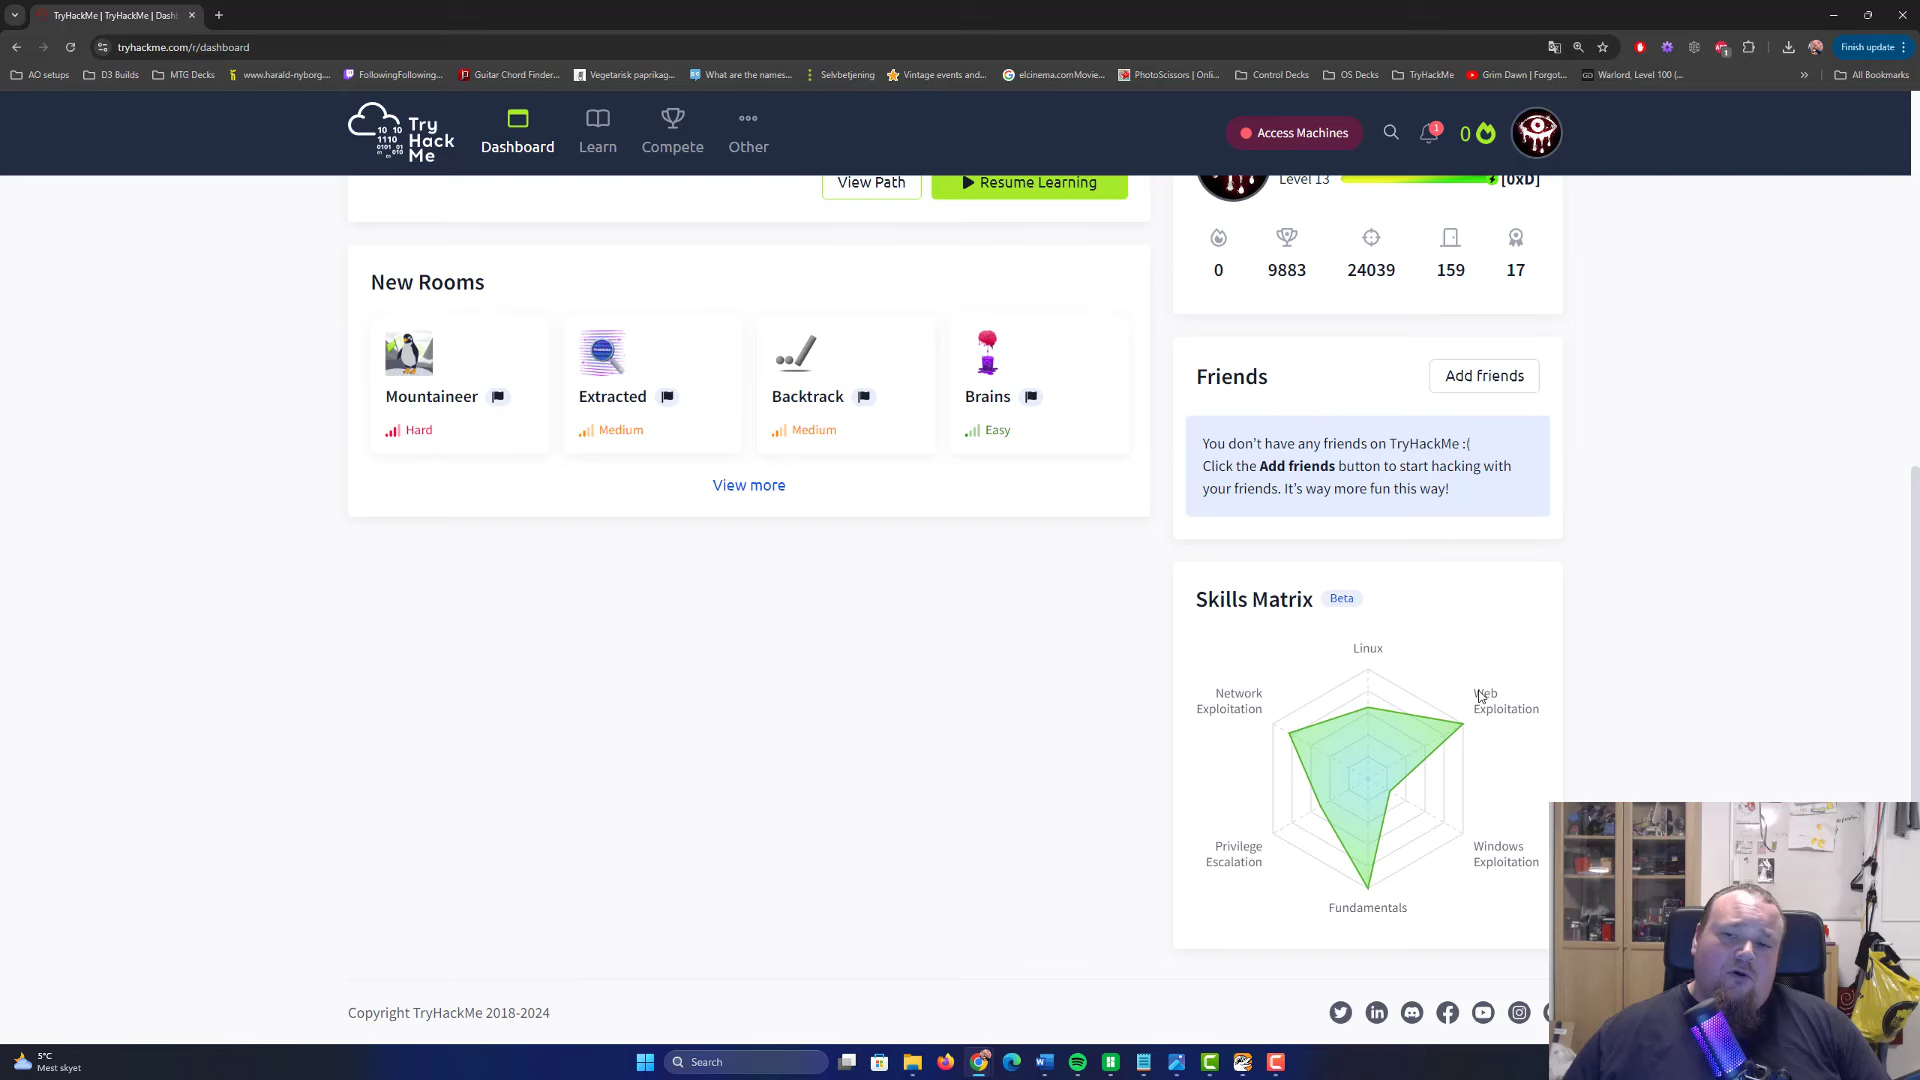 TryHackMe | TryHackMe | Dash
tryhackme.com/r/dashboard
Finish update
AO setups
D3 Builds
MTG Decks
www.harald-nyborg....
FollowingFollowing...
Guitar Chord Finder...
Vegetarisk paprikag...
What are the names...
Selvbetjening
Vintage events and...
elcinema.comMovie...
PhotoScissors | Onli...
Control Decks
OS Decks
TryHackMe
Grim Dawn | Forgot...
Warlord, Level 100 (...
All Bookmarks
Try
Hack
Me
Dashboard
Learn
Compete
Other
Access Machines
1
0
View Path
Resume Learning
Level 13
[0xD]
0
9883
24039
159
17
New Rooms
Mountaineer
Hard
Extracted
Medium
Backtrack
Medium
Brains
Easy
View more
Friends
Add friends
You don't have any friends on TryHackMe :(
Click the Add friends button to start hacking with
your friends. It's way more fun this way!
Skills Matrix
Beta
Linux
Network
Exploitation
Web
Exploitation
Privilege
Escalation
Windows
Exploitation
Fundamentals
Copyright TryHackMe 2018-2024
5°C
Mest skyet
Search